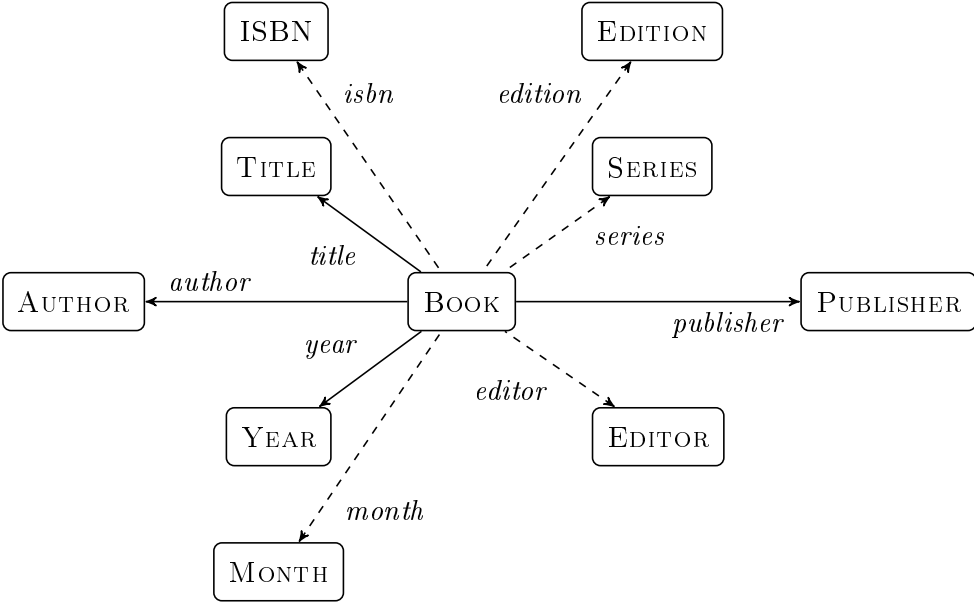 ISBN
EDITION
isbn
edition
TITLE
SERIES
series
title
author
AUTHOR
BOOK
PUBLISHER
publisher
year
editor
YEAR
EDITOR
month
MONTH